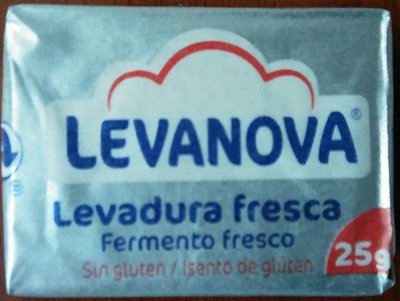 LEVANOVA®
Levadura fresca
Fermento fresco
Sin gluten / Isento de glúten
25g